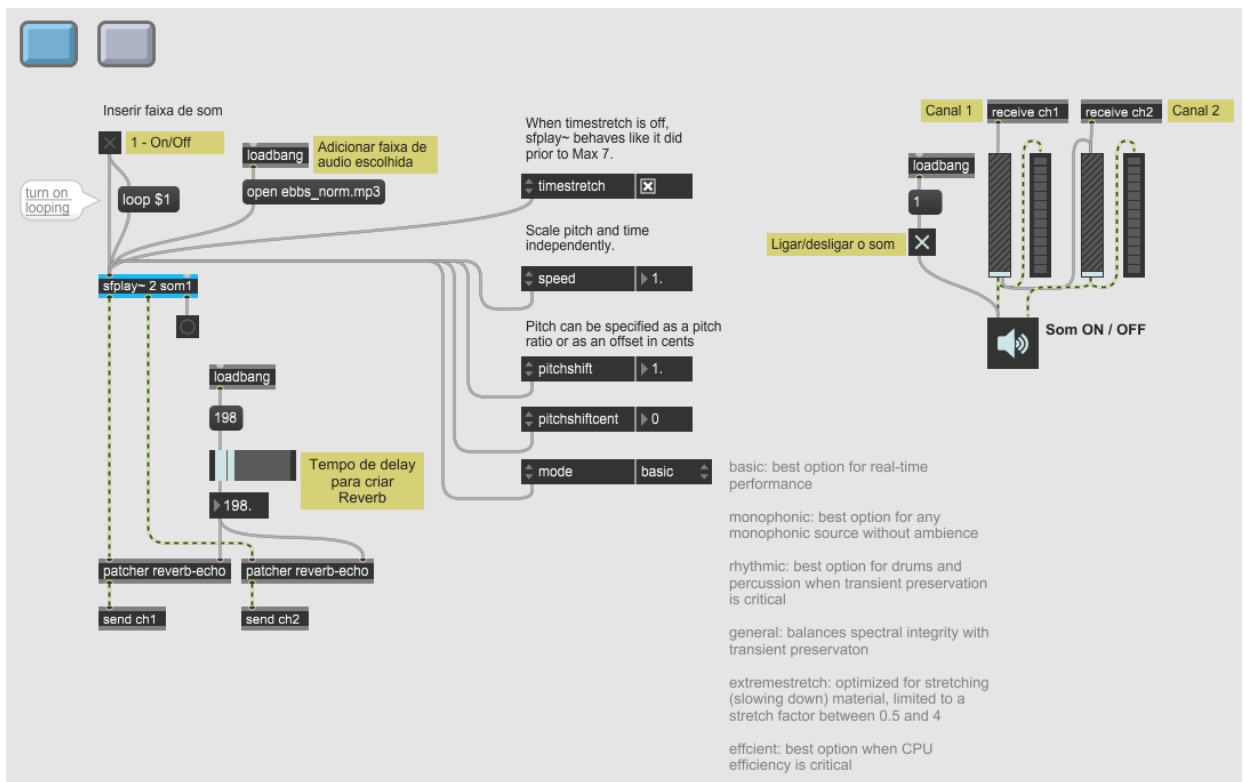 Inserir faixa de som
1 - On/Off
turn on
looping
loop $1
loadbang
Adicionar faixa de
audio escolhida
open ebbs_norm.mp3
sfplay~ 2 som1
loadbang
198
Tempo de delay
para criar
Reverb
198.
patcher reverb-echo
patcher reverb-echo
send ch1
send ch2
When timestretch is off,
sfplay~ behaves like it did
prior to Max 7.
timestretch
Scale pitch and time
independently.
speed
1.
Pitch can be specified as a pitch
ratio or as an offset in cents
pitchshift
1.
pitchshiftcent
0
mode
basic
basic: best option for real-time
performance
monophonic: best option for any
monophonic source without ambience
rhythmic: best option for drums and
percussion when transient preservation
is critical
general: balances spectral integrity with
transient preservaton
extremestretch: optimized for stretching
(slowing down) material, limited to a
stretch factor between 0.5 and 4
effcient: best option when CPU
efficiency is critical
Canal 1
receive ch1
receive ch2
Canal 2
loadbang
1
Ligar/desligar o som
Som ON / OFF